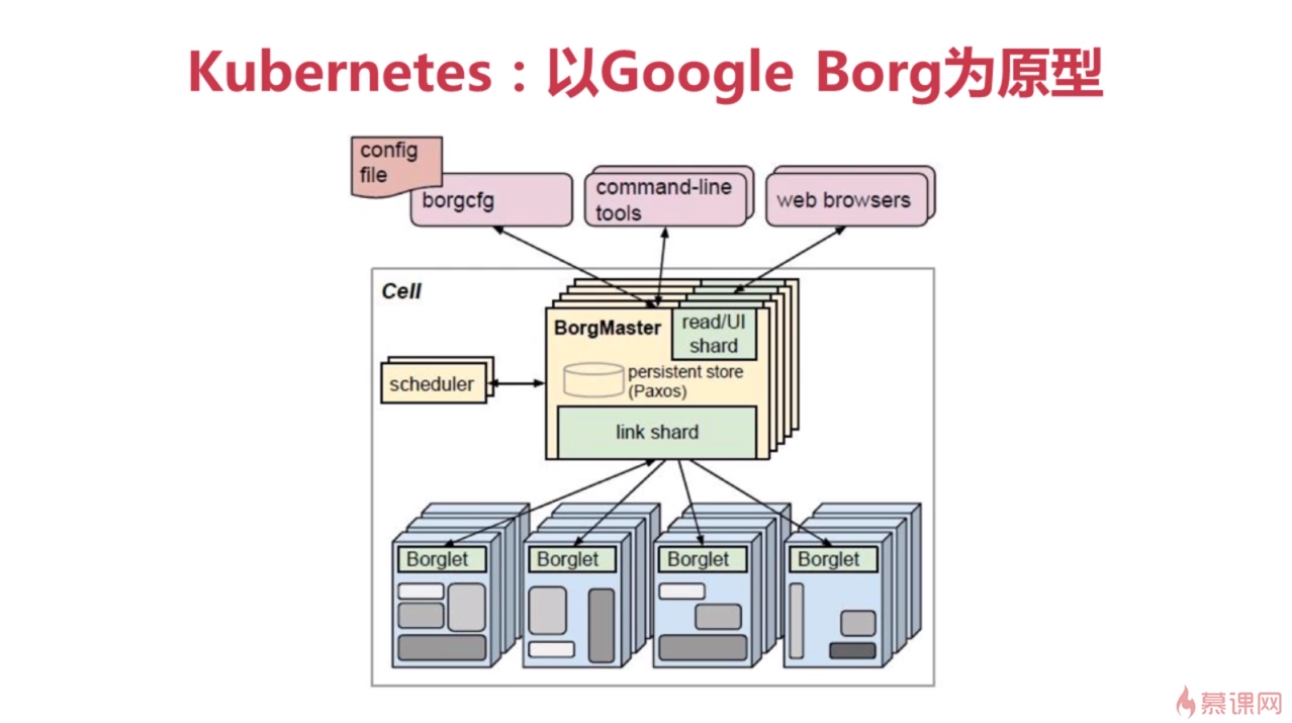 Kubernetes：以Google Borg为原型
config
file
borgcfg
command-line
tools
web browsers
Cell
BorgMaster
read/UI
shard
scheduler
persistent store
(Paxos)
link shard
Borglet
Borglet
Borglet
Borglet
慕课网